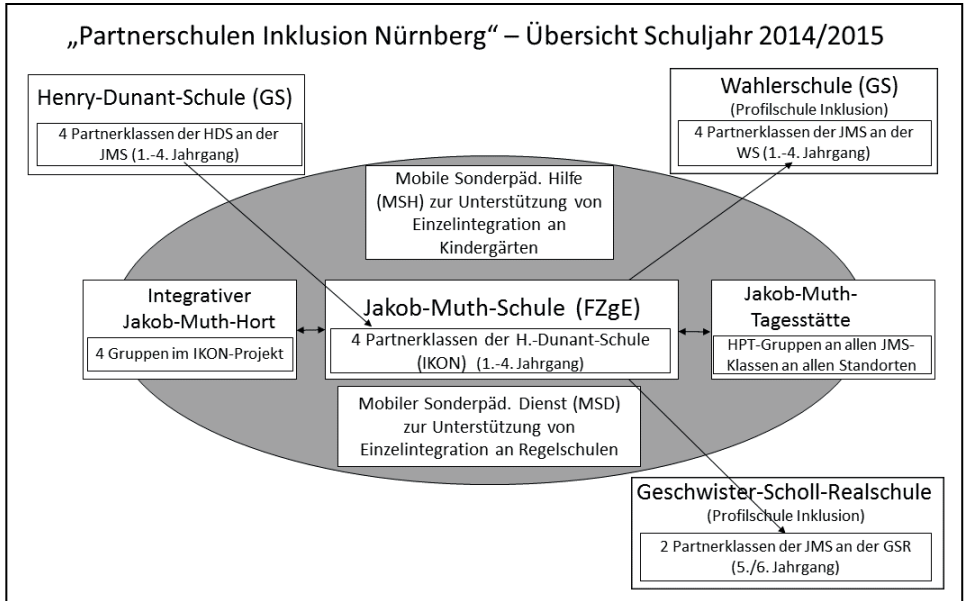 „Partnerschulen Inklusion Nürnberg“ – Übersicht Schuljahr 2014/2015
Henry-Dunant-Schule (GS)
4 Partnerklassen der HDS an der
JMS (1.-4. Jahrgang)
Wahlerschule (GS)
(Profilschule Inklusion)
4 Partnerklassen der JMS an der
WS (1.-4. Jahrgang)
Mobile Sonderpäd. Hilfe
(MSH) zur Unterstützung von
Einzelintegration an
Kindergärten
Integrativer
Jakob-Muth-Hort
4 Gruppen im IKON-Projekt
Jakob-Muth-Schule (FZgE)
4 Partnerklassen der H.-Dunant-Schule
(IKON) (1.-4. Jahrgang)
Jakob-Muth-
Tagesstätte
HPT-Gruppen an allen JMS-
Klassen an allen Standorten
Mobiler Sonderpäd. Dienst (MSD)
zur Unterstützung von
Einzelintegration an Regelschulen
Geschwister-Scholl-Realschule
(Profilschule Inklusion)
2 Partnerklassen der JMS an der GSR
(5./6. Jahrgang)